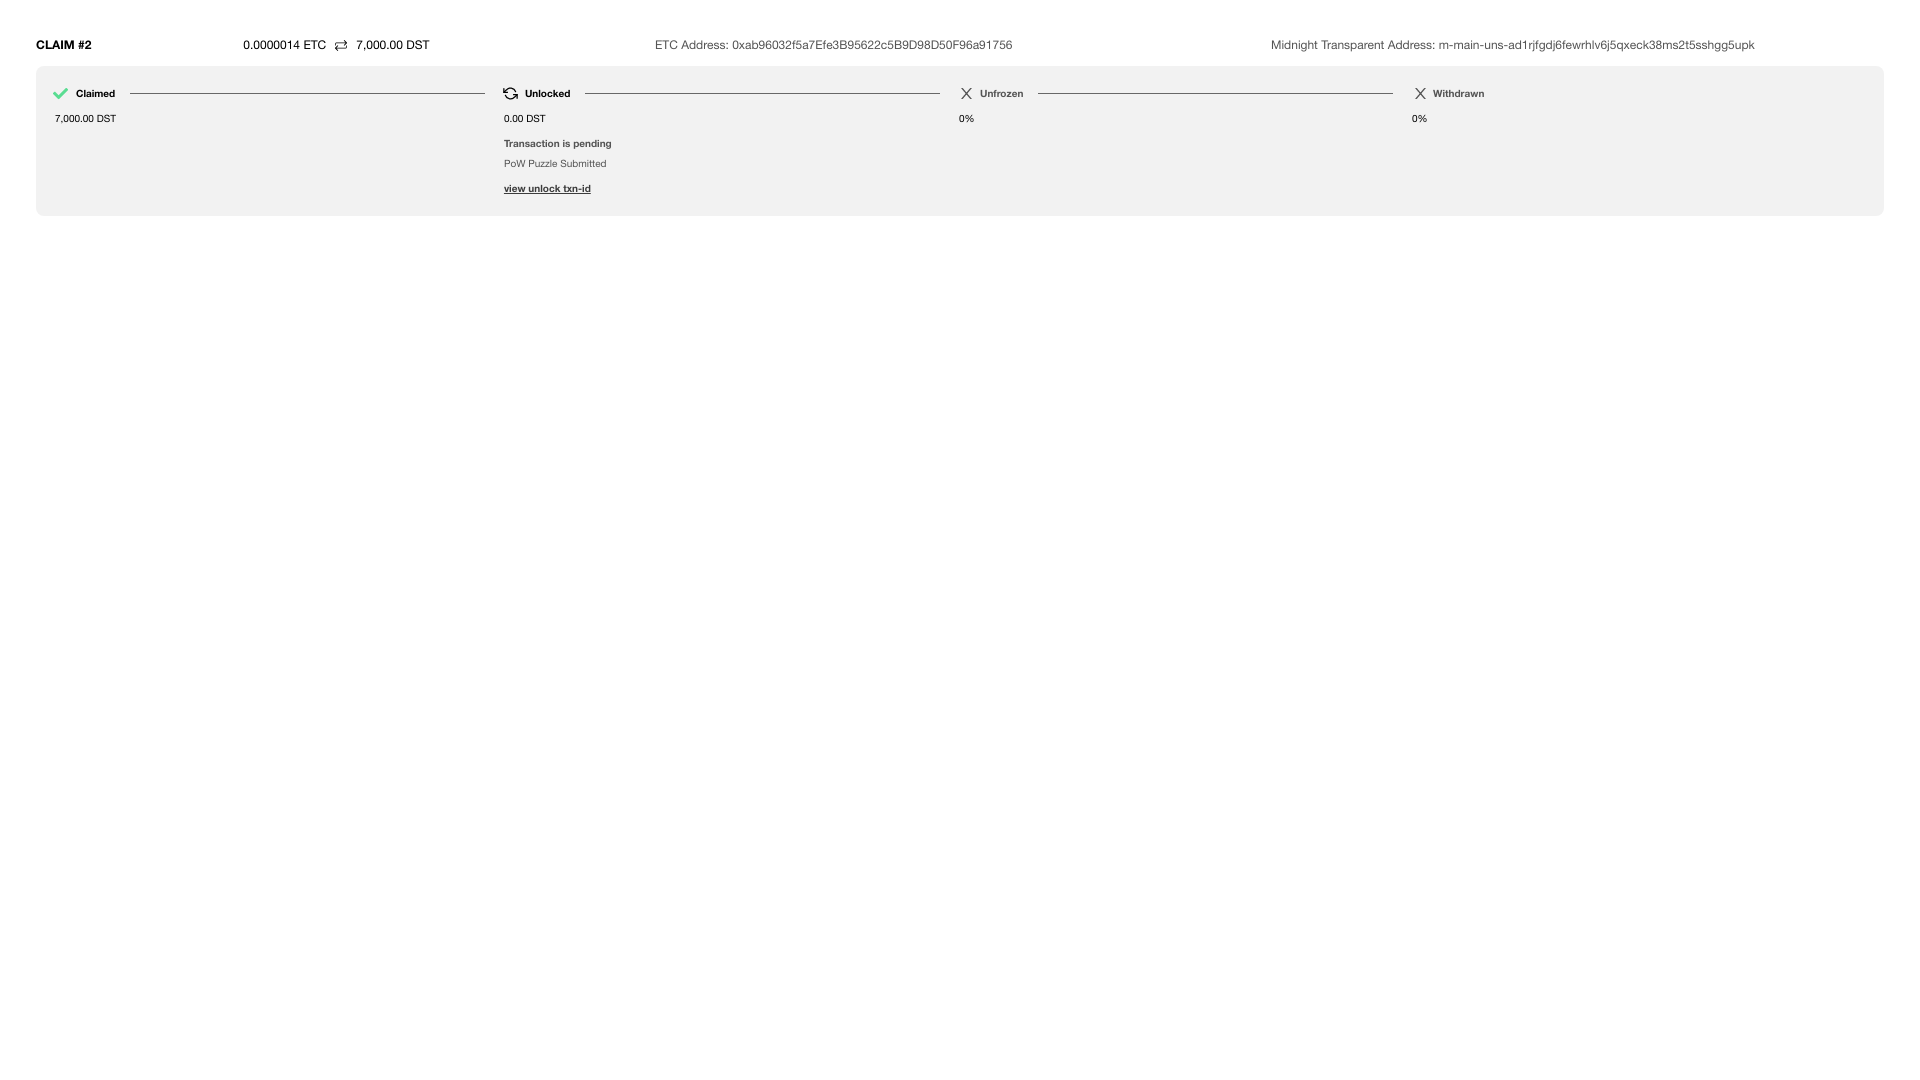 CLAIM #2
0.0000014 ETC 7,000.00 DST
ETC Address: 0xab96032f5a7Efe3B95622c5B9D98D50F96a91756
Midnight Transparent Address: m-main-uns-ad1rjfgdj6fewrhlv6j5qxeck38ms2t5sshgg5upk
Claimed
7,000.00 DST
Unlocked
0.00 DST
Transaction is pending
PoW Puzzle Submitted
view unlock txn-id
Unfrozen
0%
Withdrawn
0%